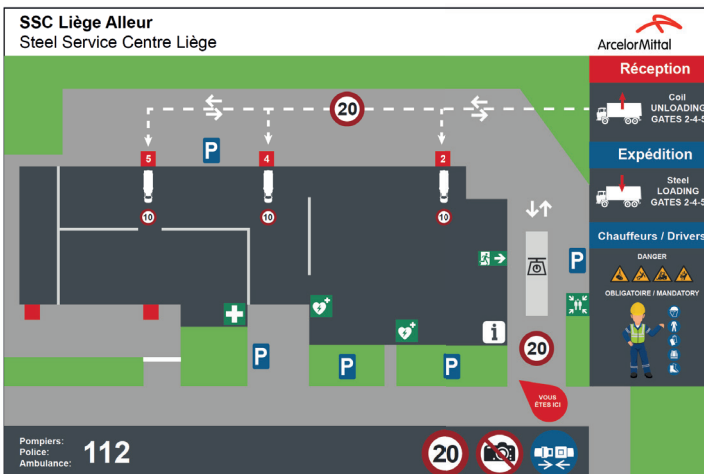 SSC Liège Alleur
Steel Service Centre Liège
ArcelorMittal
Réception
Coil
UNLOADING
GATES 2-4-5
Expédition
Steel
LOADING
GATES 2-4-5
Chauffeurs / Drivers
DANGER
OBLIGATOIRE / MANDATORY
20
P
5
4
2
10
10
10
P
i
20
P
P
P
VOUS
ÊTES ICI
Pompiers:
Police:
Ambulance:
112
20